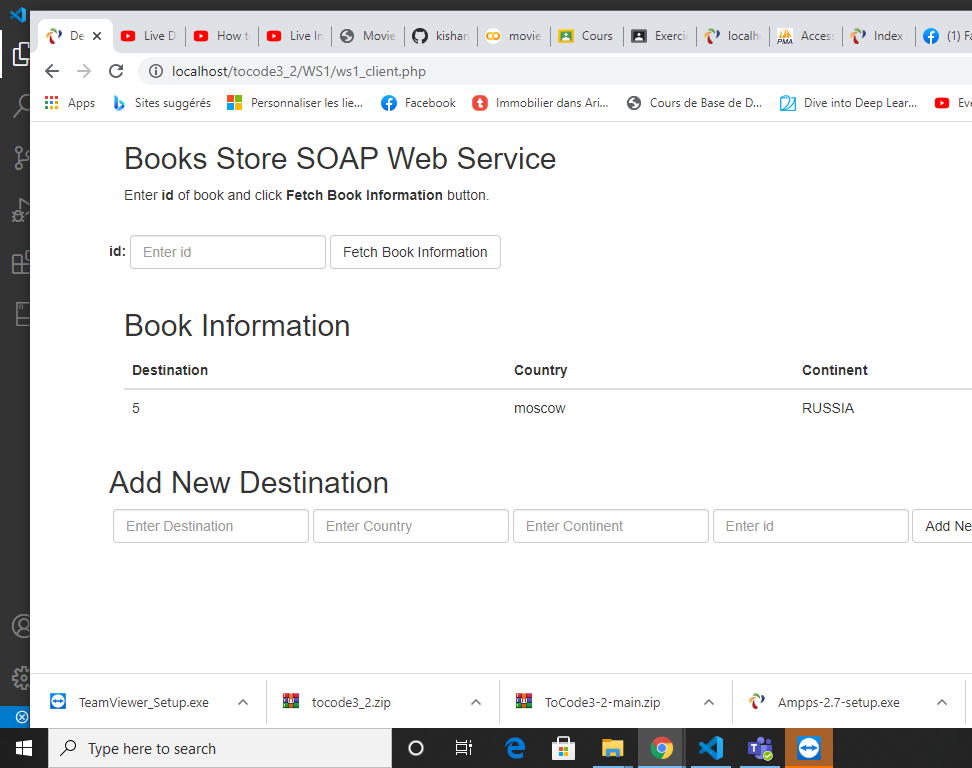 De
Live D
How t
Live In
Movie
kishan
movie
Cours
Exerci
localh
Acces
Index
(1) Fa
localhost/tocode3_2/WS1/ws1_client.php
Apps
Sites suggérés
Personnaliser les lie...
Facebook
Immobilier dans Ari...
Cours de Base de D...
Dive into Deep Lear...
Eve
Books Store SOAP Web Service
Enter id of book and click Fetch Book Information button.
id: Enter id Fetch Book Information
Book Information
Destination Country Continent
5 moscow RUSSIA
Add New Destination
Enter Destination Enter Country Enter Continent Enter id Add Ne
TeamViewer_Setup.exe
tocode3_2.zip
ToCode3-2-main.zip
Ampps-2.7-setup.exe
Type here to search